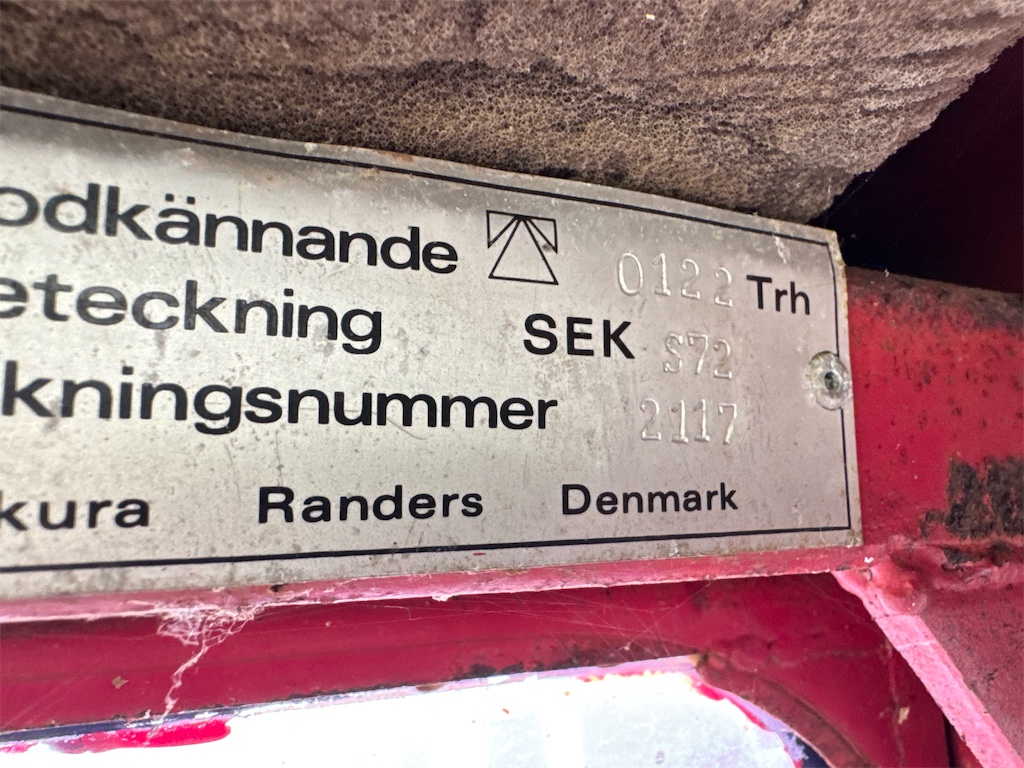 odkännande 0122 Trh
eteckning SEK S72
kningsnummer 2117
kura Randers Denmark